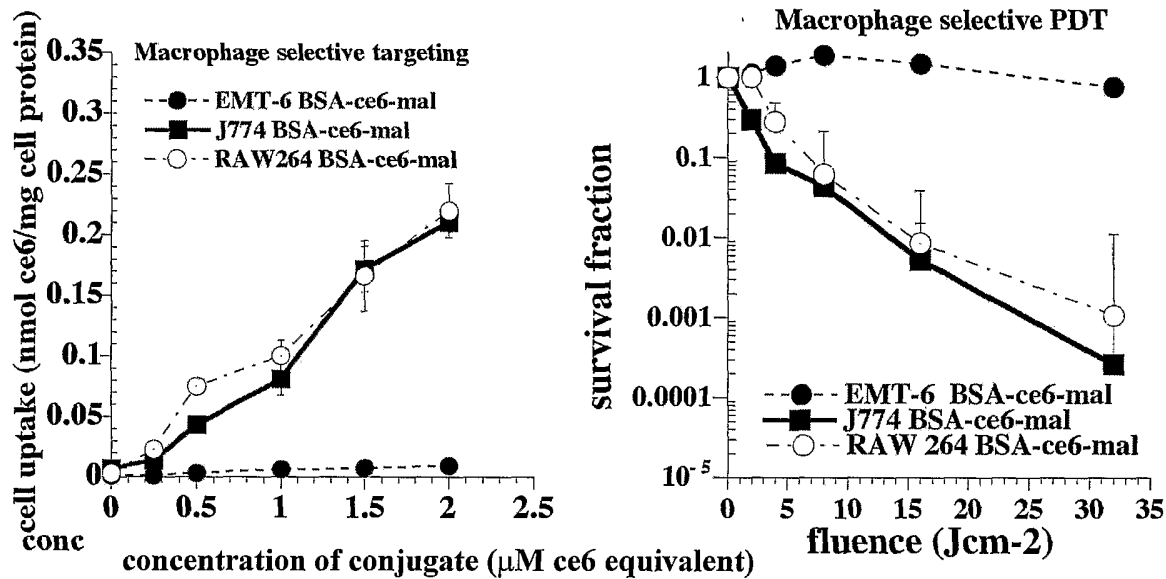 Macrophage selective targeting
EMT-6 BSA-ce6-mal
J774 BSA-ce6-mal
RAW264 BSA-ce6-mal
cell uptake (nmol ce6/mg cell protein)
0.35
0.3
0.25
0.2
0.15
0.1
0.05
0
0 0.5 1 1.5 2 2.5
conc
concentration of conjugate (μM ce6 equivalent)
Macrophage selective PDT
survival fraction
1
0.1
0.01
0.001
0.0001
10-5
EMT-6 BSA-ce6-mal
J774 BSA-ce6-mal
RAW 264 BSA-ce6-mal
0 5 10 15 20 25 30 35
fluence (Jcm-2)